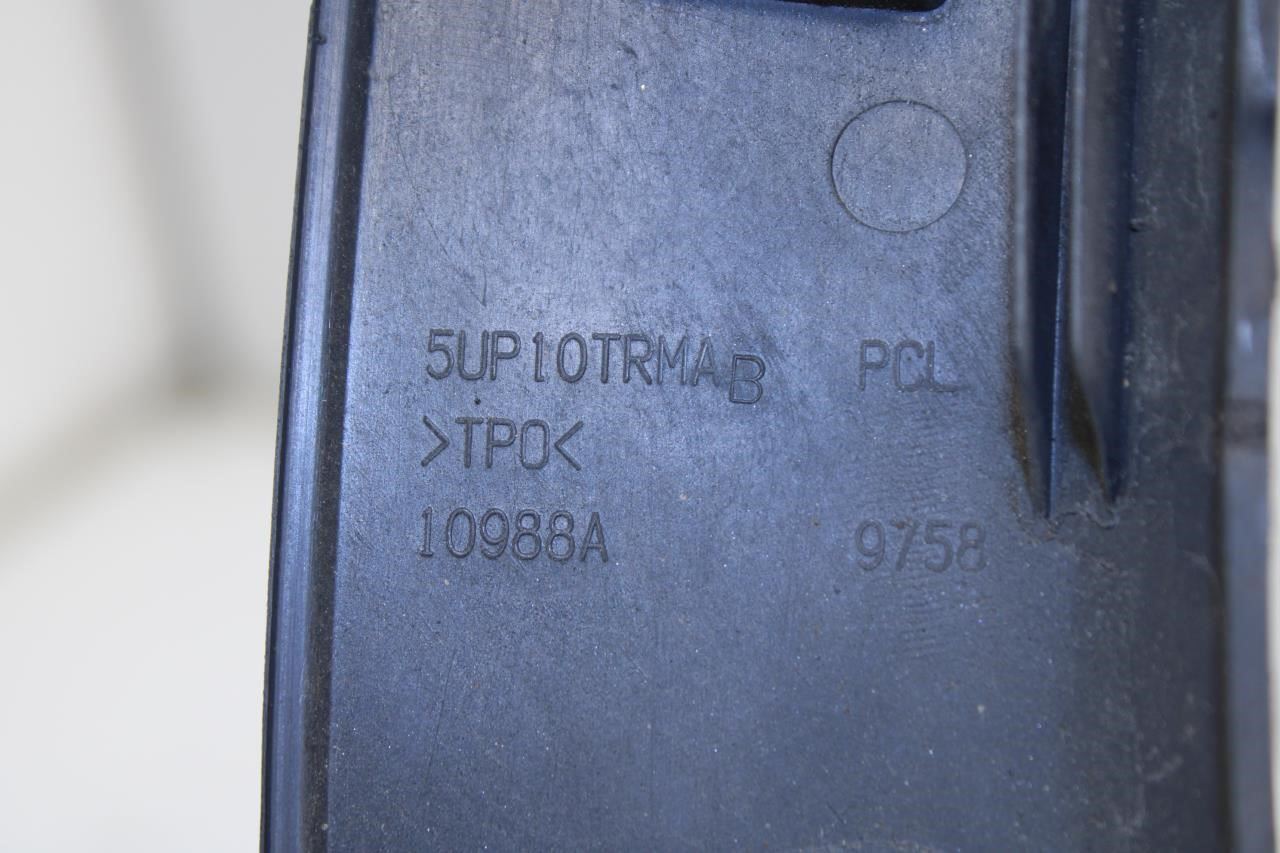 5UP10TRMAB PCL
>TPO<
10988A 9758